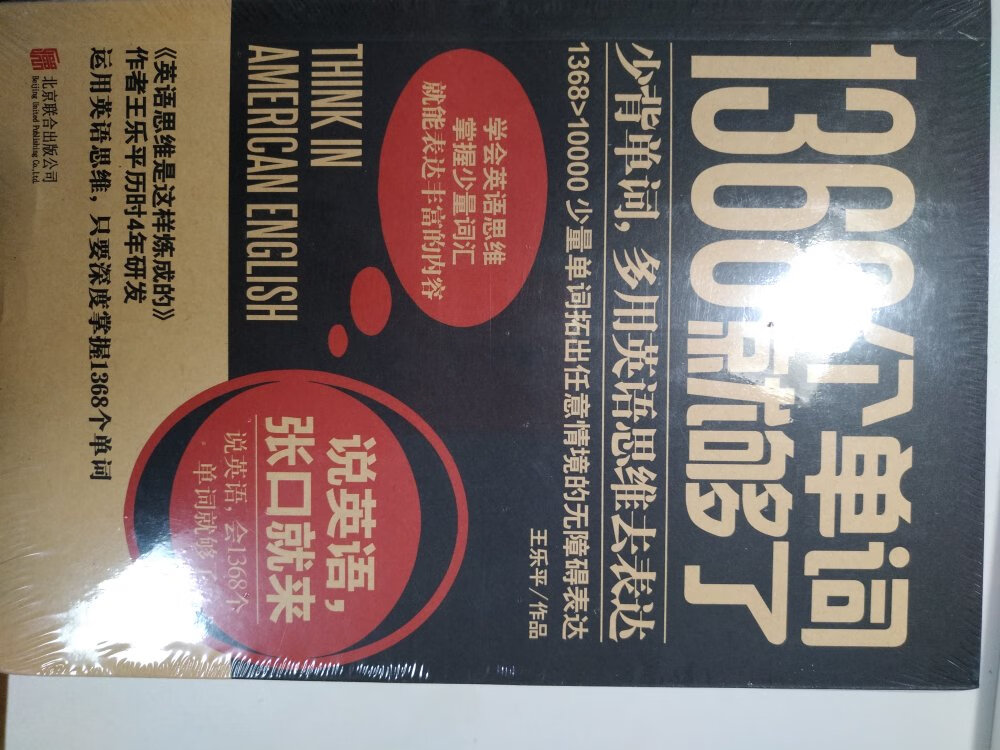 1368个单词
就够了
少背单词，多用英语思维去表达
1368>10000 少量单词拓出任意情境的无障碍表达
王乐平/作品
学会英语思维
掌握少量词汇
就能表达丰富的内容
THINK IN
AMERICAN ENGLISH
说英语，
张口就来
说英语，会1368个
单词就够了
《英语思维是这样炼成的》
作者王乐平历时4年研发
运用英语思维，只要深度掌握1368个单词
北京联合出版公司
Beijing United Publishing Co.,Ltd.